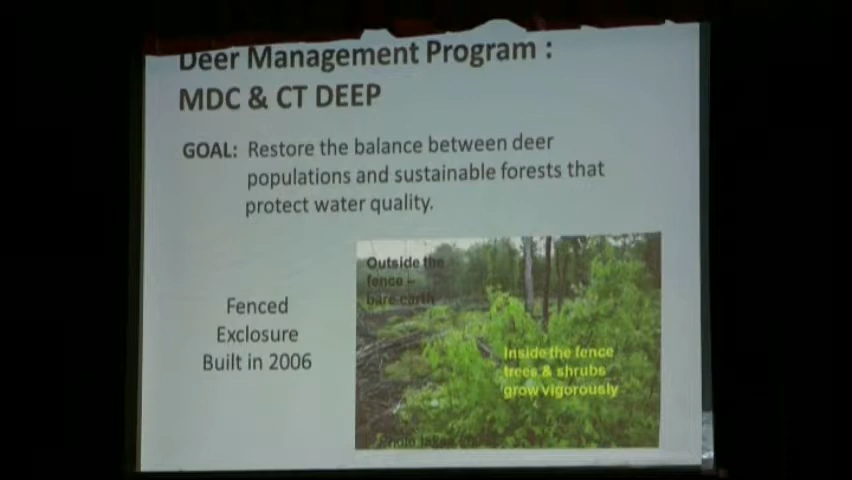 Deer Management Program :
MDC & CT DEEP
GOAL: Restore the balance between deer
populations and sustainable forests that
protect water quality.
Outside the
fence –
bare earth
Fenced
Exclosure
Built in 2006
Inside the fence
trees & shrubs
grow vigorously